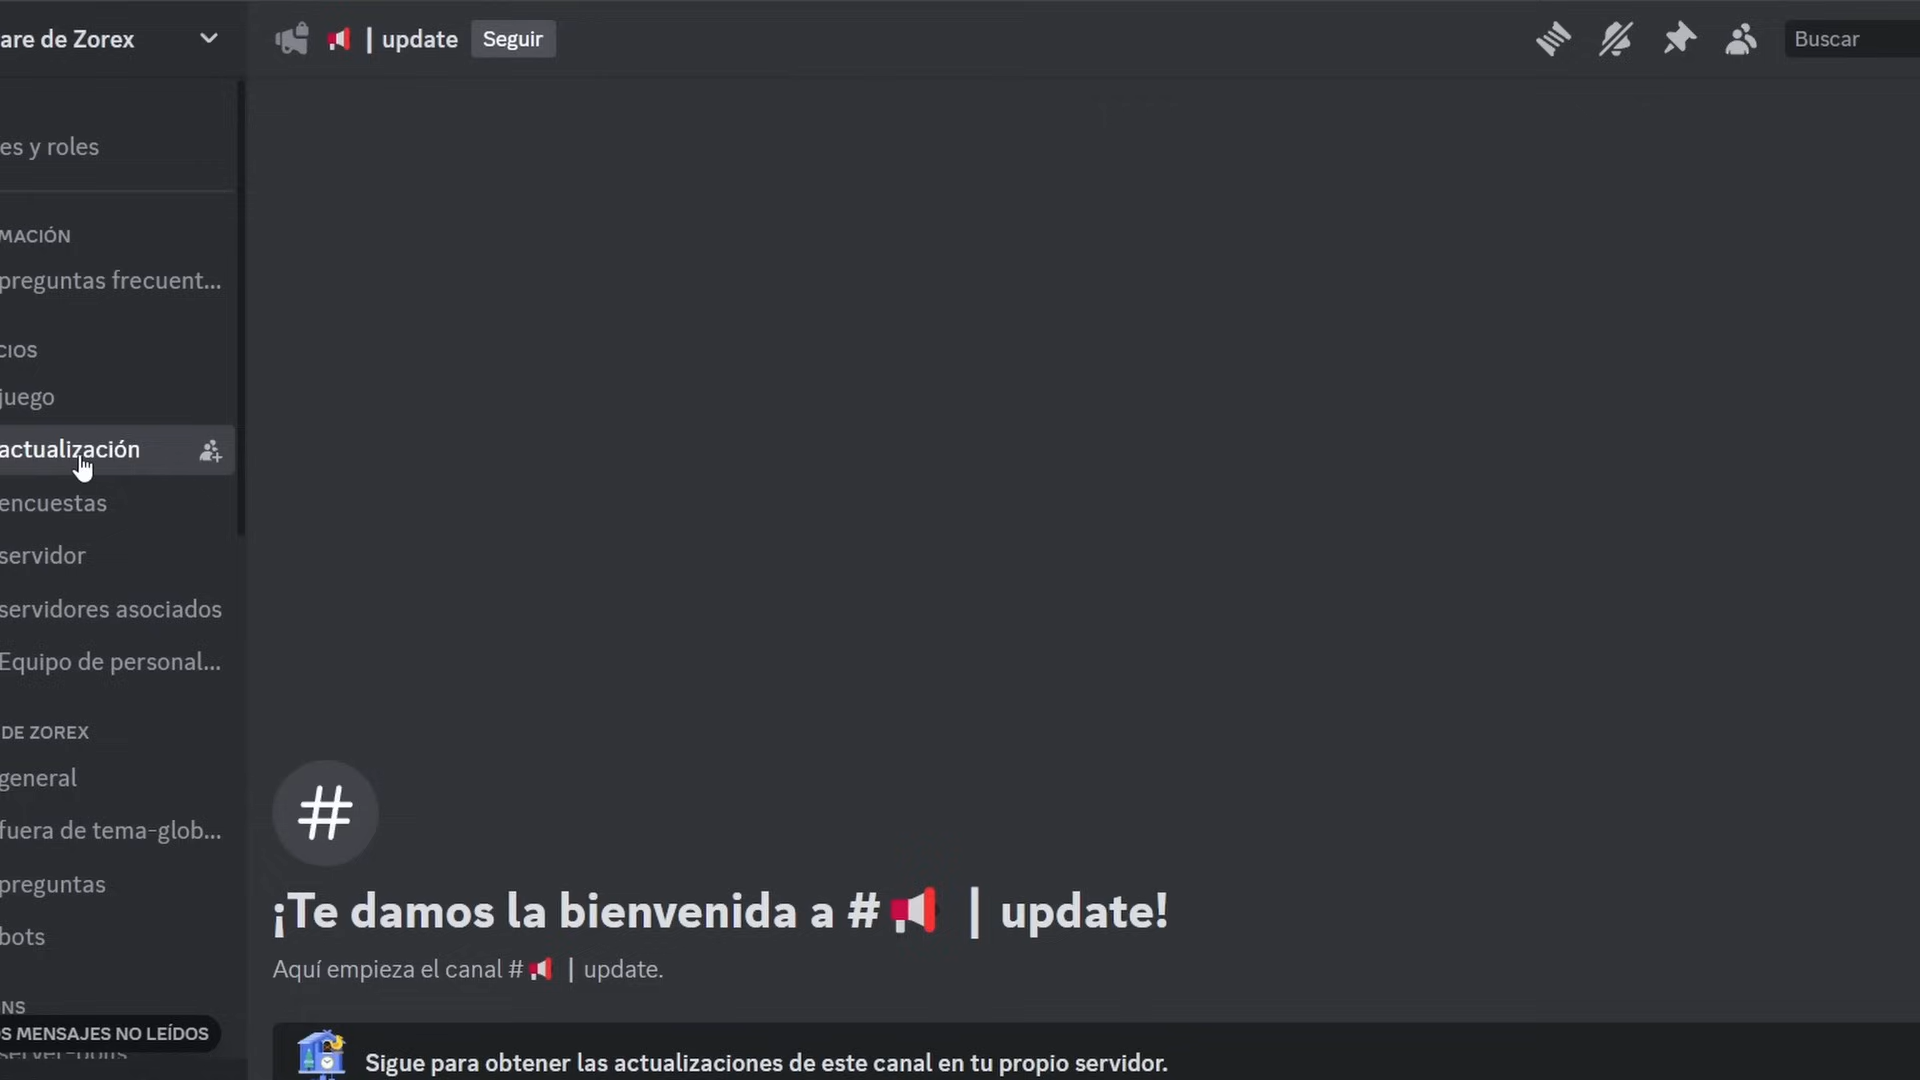 are de Zorex
| update Seguir
Buscar
es y roles
MACIÓN
preguntas frecuent...
CIOS
juego
actualización
encuestas
servidor
servidores asociados
Equipo de personal...
DE ZOREX
general
fuera de tema-glob...
preguntas
bots
NS
S MENSAJES NO LEÍDOS
¡Te damos la bienvenida a # | update!
Aquí empieza el canal # | update.
Sigue para obtener las actualizaciones de este canal en tu propio servidor.